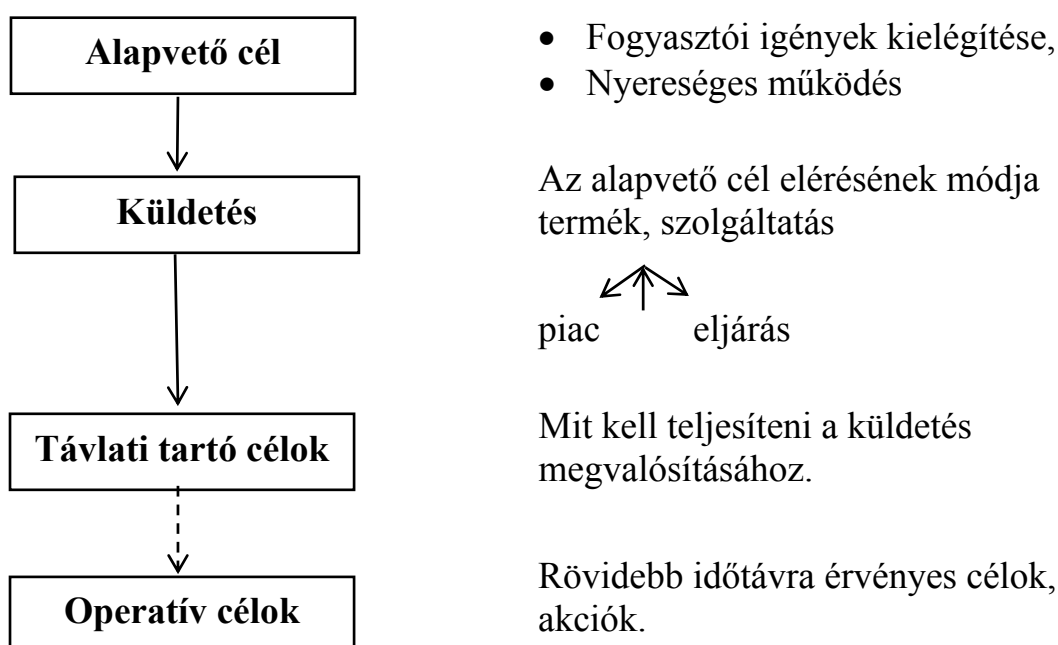 Alapvető cél
• Fogyasztói igények kielégítése,
• Nyereséges működés
Küldetés
Az alapvető cél elérésének módja
termék, szolgáltatás
piac eljárás
Távlati tartó célok
Mit kell teljesíteni a küldetés
megvalósításához.
Operatív célok
Rövidebb időtávra érvényes célok,
akciók.